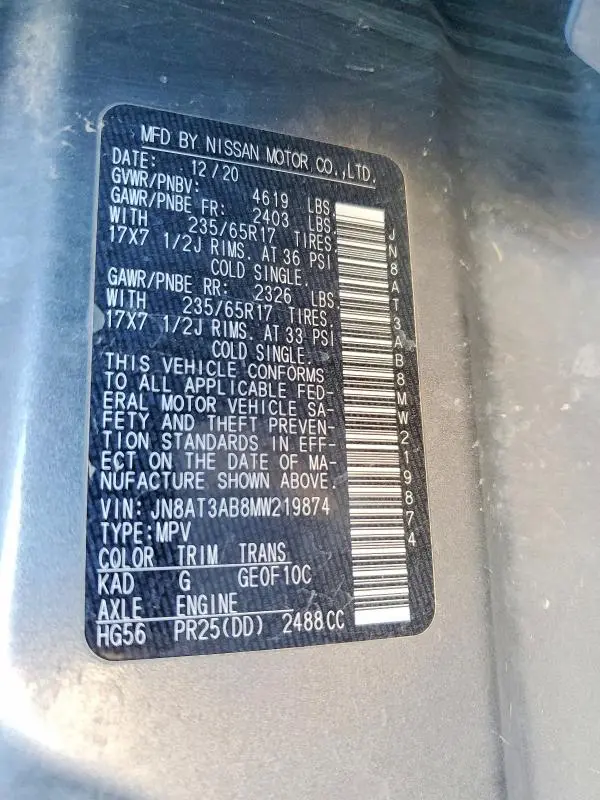 MFD BY NISSAN MOTOR CO.,LTD.
DATE: 12/20
GVWR/PNBV: 4619 LBS.
GAWR/PNBE FR: 2403 LBS.
WITH 235/65R17 TIRES.
17X7 1/2J RIMS. AT 36 PSI
COLD SINGLE.
GAWR/PNBE RR: 2326 LBS.
WITH 235/65R17 TIRES.
17X7 1/2J RIMS. AT 33 PSI
COLD SINGLE.
THIS VEHICLE CONFORMS
TO ALL APPLICABLE FED-
ERAL MOTOR VEHICLE SA-
FETY AND THEFT PREVEN-
TION STANDARDS IN EFF-
ECT ON THE DATE OF MA-
NUFACTURE SHOWN ABOVE.
VIN: JN8AT3AB8MW219874
TYPE:MPV
COLOR TRIM TRANS
KAD G GE0F10C
AXLE ENGINE
HG56 PR25(DD) 2488CC
JN8AT3AB8MW219874